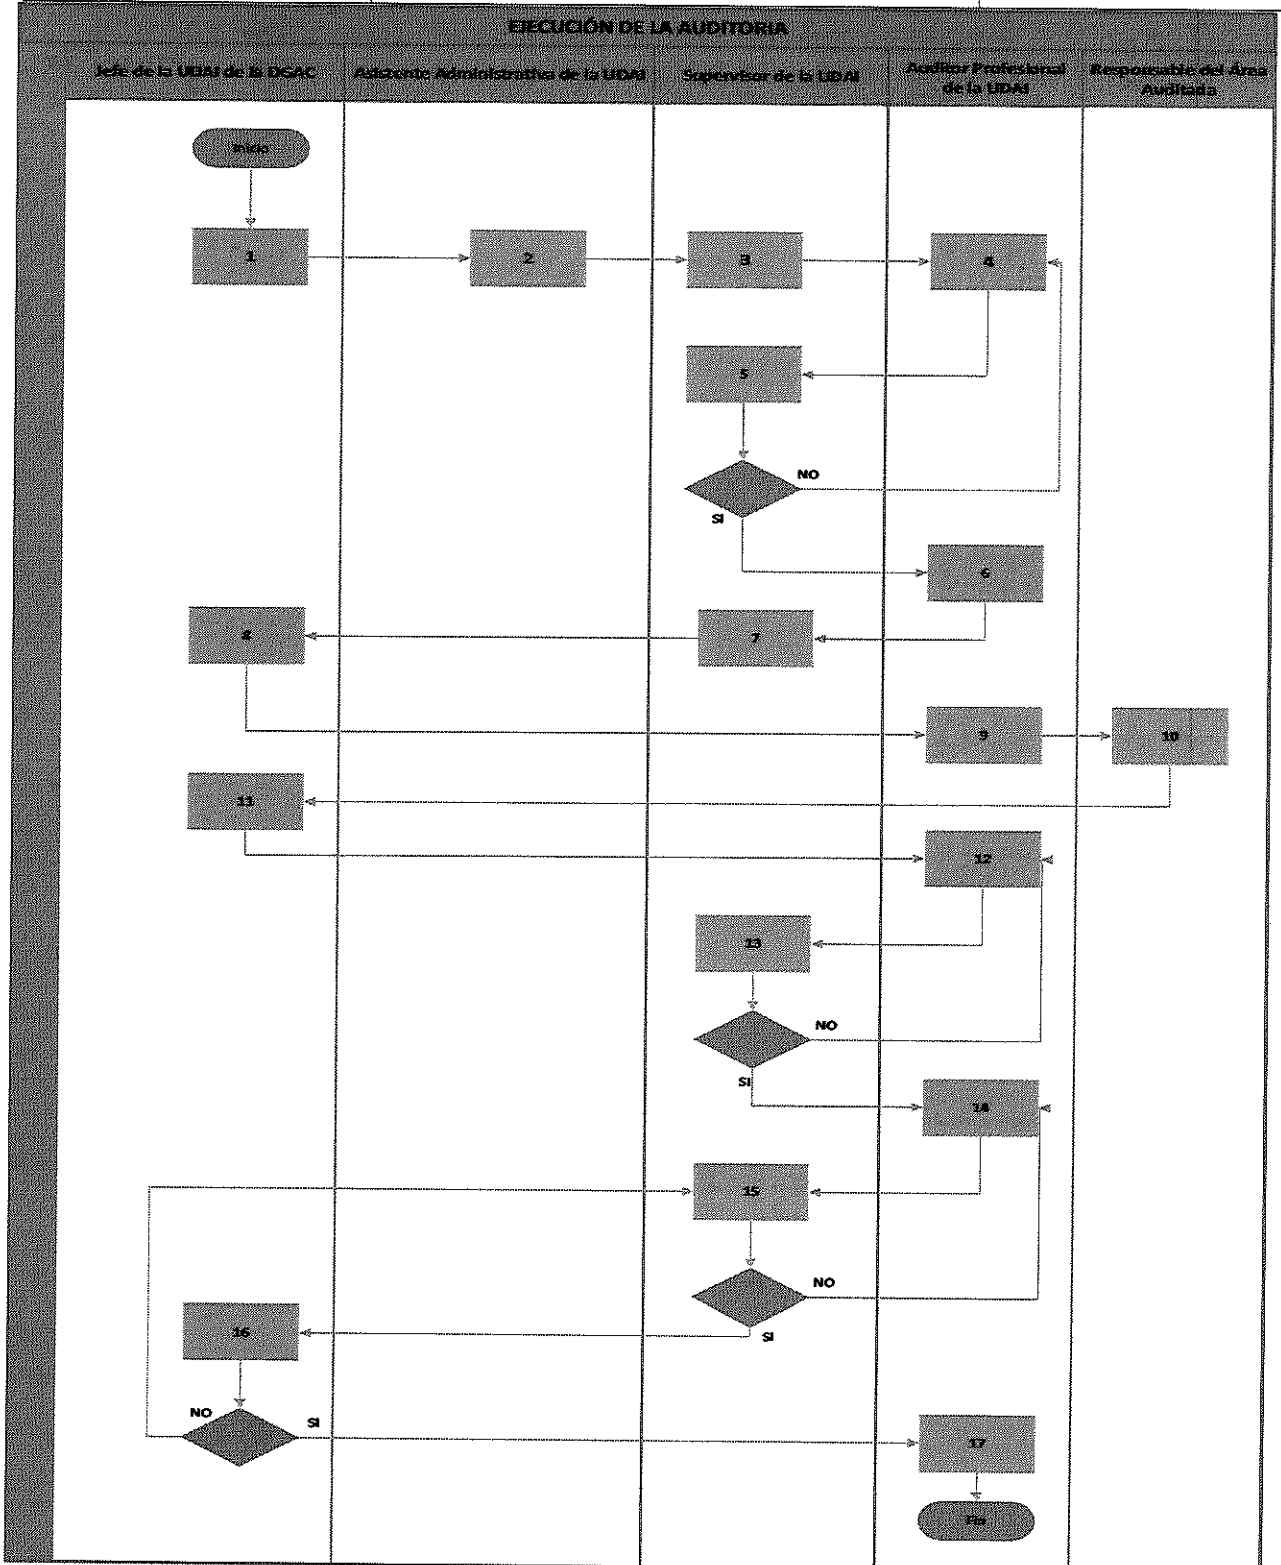 EJECUCIÓN DE LA AUDITORIA
Jefe de la UDAI de la DGAC
Asistente Administrativa de la UDAI
Supervisor de la UDAI
Auditor Profesional
de la UDAI
Responsable del Área
Auditada
Inicio
1
2
3
4
5
NO
SI
6
8
7
9
10
11
12
13
NO
SI
14
15
NO
SI
16
NO
SI
17
Fin